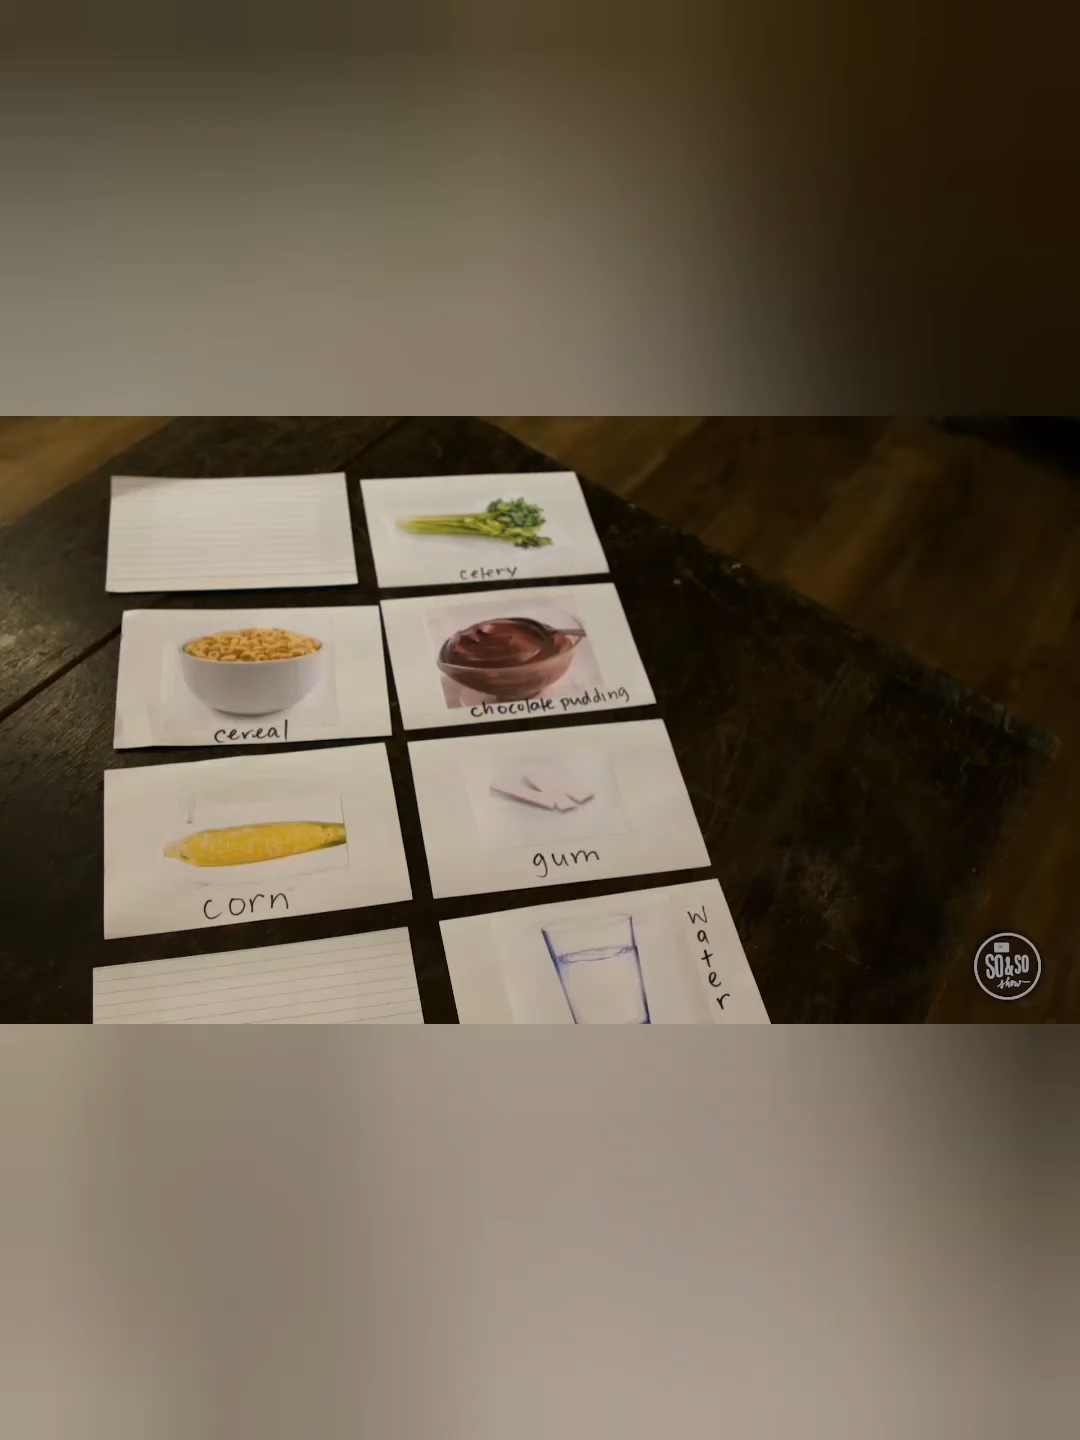 celery
cereal
chocolate pudding
corn
gum
water
SO & SO
show